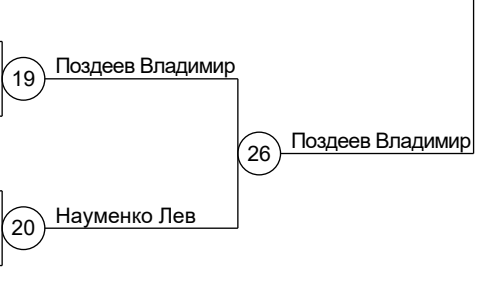 Поздеев Владимир
19
26
Поздеев Владимир
Науменко Лев
20